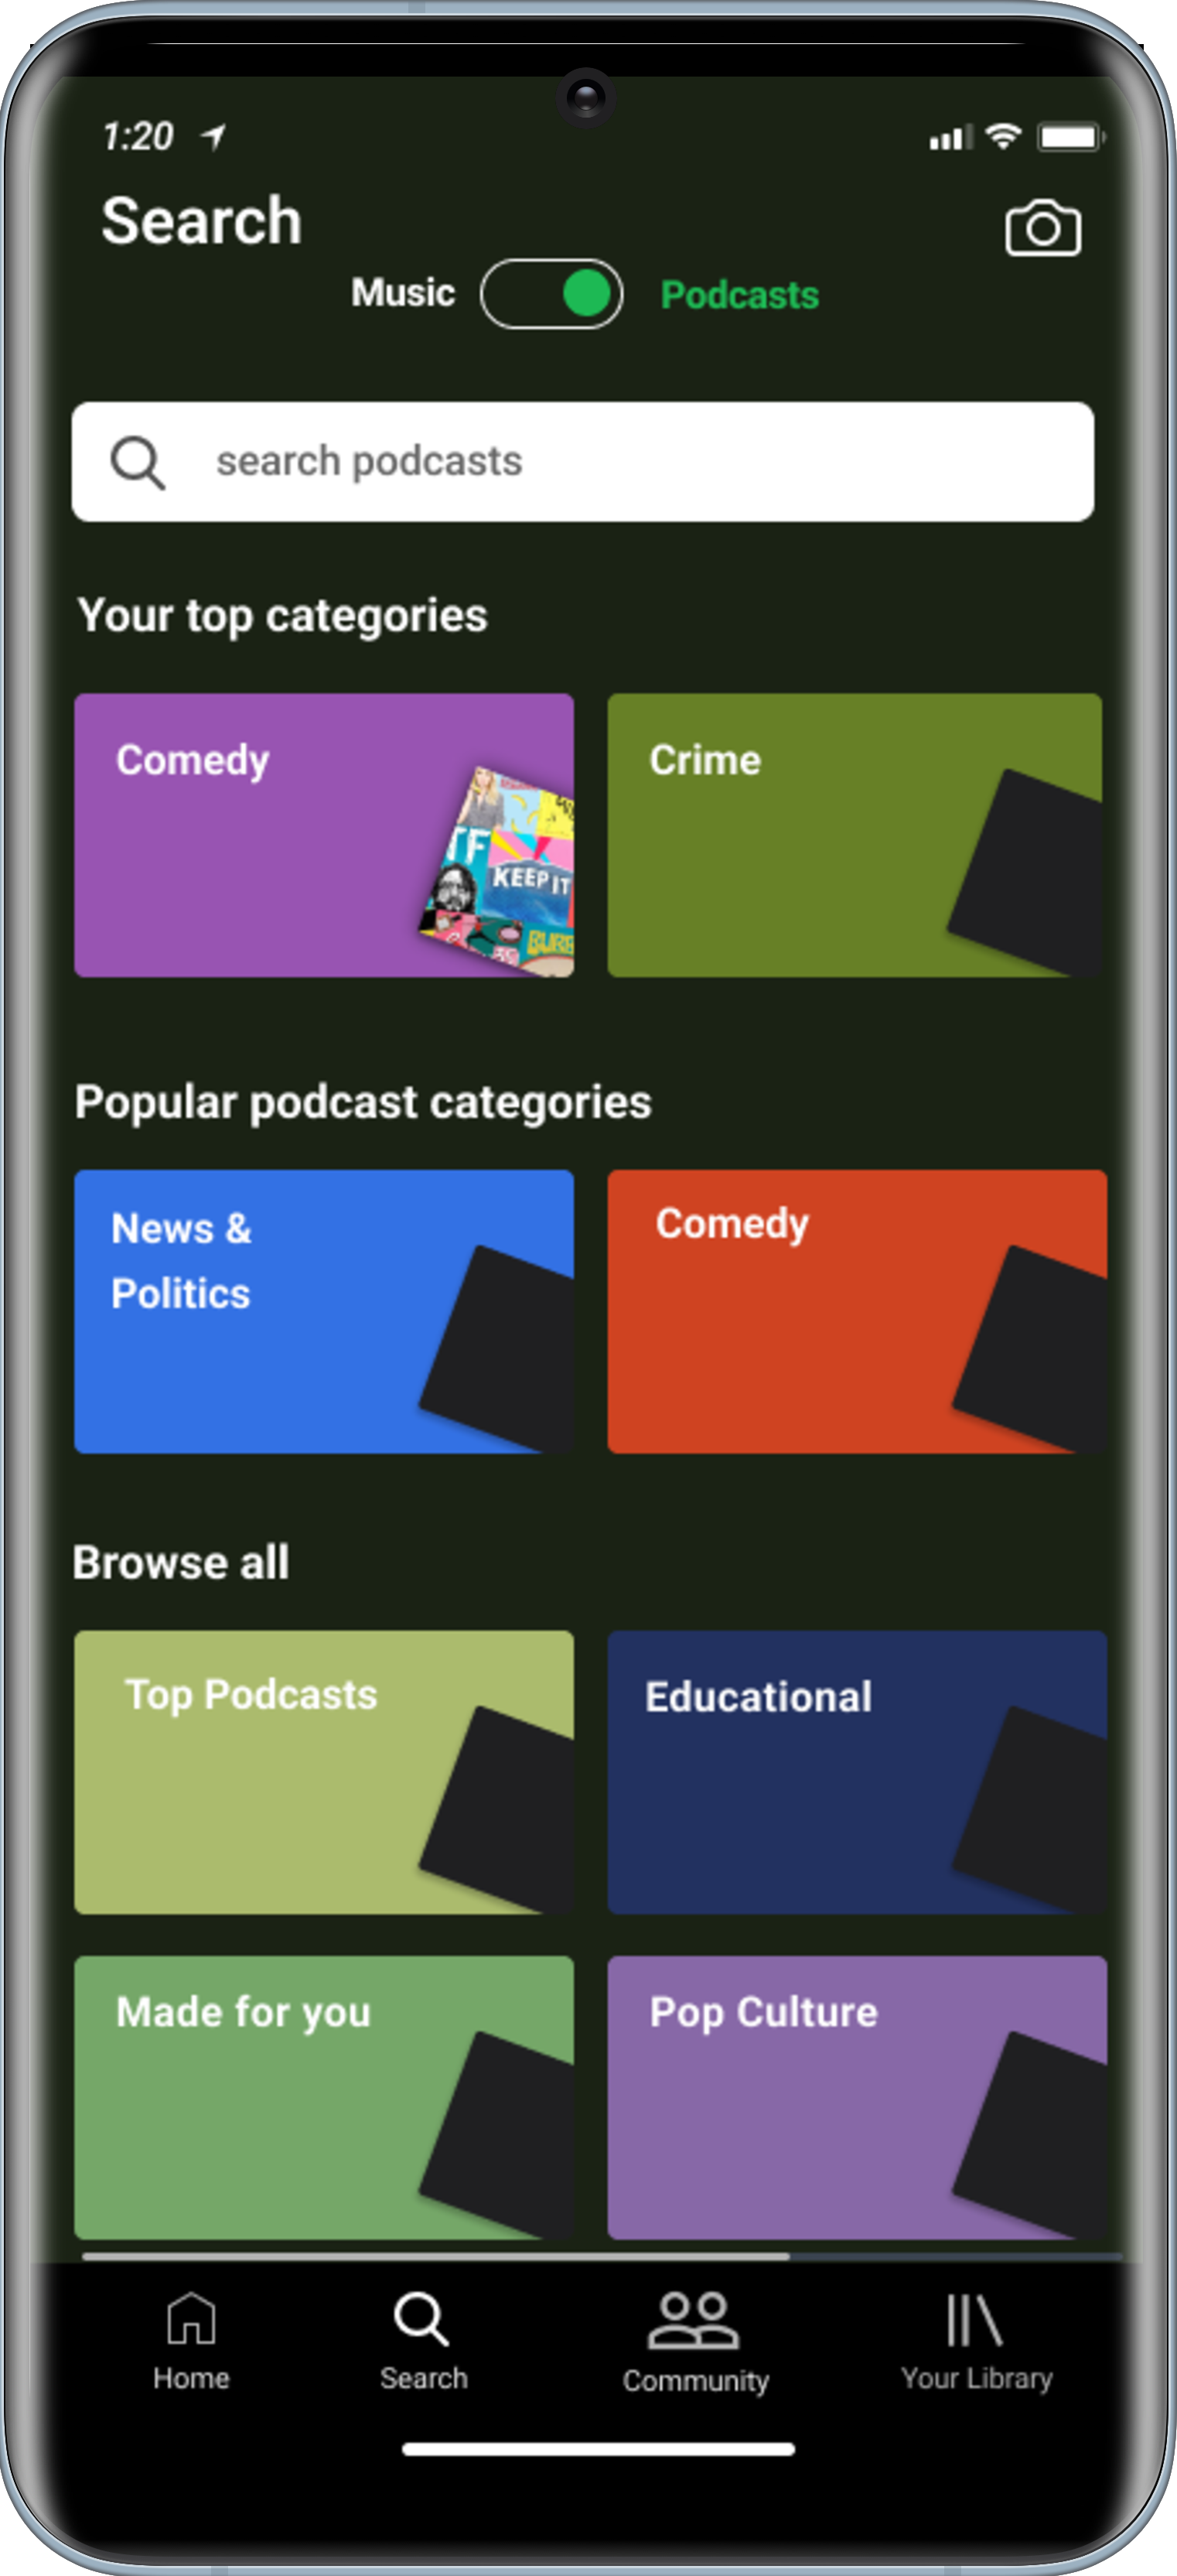 1:20
Search
Music Podcasts
search podcasts
Your top categories
Comedy Crime
TF
KEEP IT
Popular podcast categories
News & Comedy
Politics
Browse all
Top Podcasts Educational
Made for you Pop Culture
Home Search Community Your Library